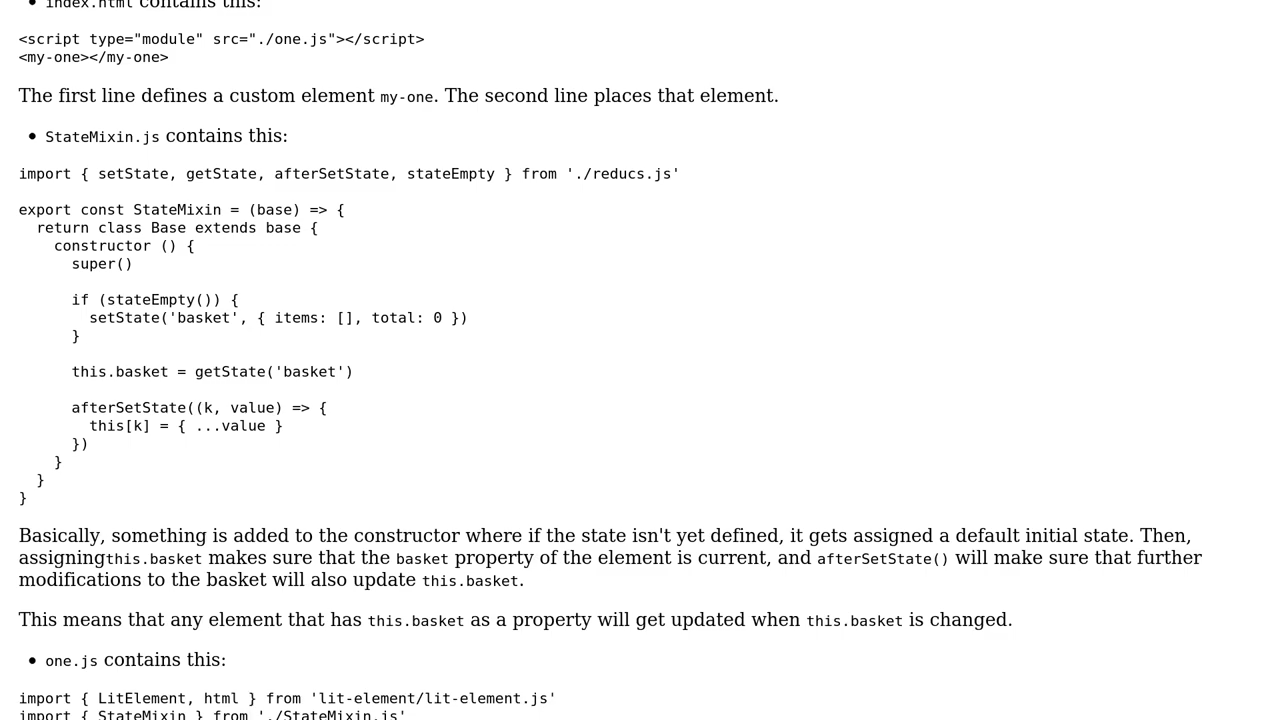 • index.html contains this:
<script type="module" src="./one.js"></script>
<my-one></my-one>
The first line defines a custom element my-one. The second line places that element.
• StateMixin.js contains this:
import { setState, getState, afterSetState, stateEmpty } from './reducs.js'
export const StateMixin = (base) => {
  return class Base extends base {
    constructor () {
      super()
      if (stateEmpty()) {
        setState('basket', { items: [], total: 0 })
      }
      this.basket = getState('basket')
      afterSetState((k, value) => {
        this[k] = { ...value }
      })
    }
  }
}
Basically, something is added to the constructor where if the state isn't yet defined, it gets assigned a default initial state. Then,
assigningthis.basket makes sure that the basket property of the element is current, and afterSetState() will make sure that further
modifications to the basket will also update this.basket.
This means that any element that has this.basket as a property will get updated when this.basket is changed.
• one.js contains this:
import { LitElement, html } from 'lit-element/lit-element.js'
import { StateMixin } from './StateMixin.js'